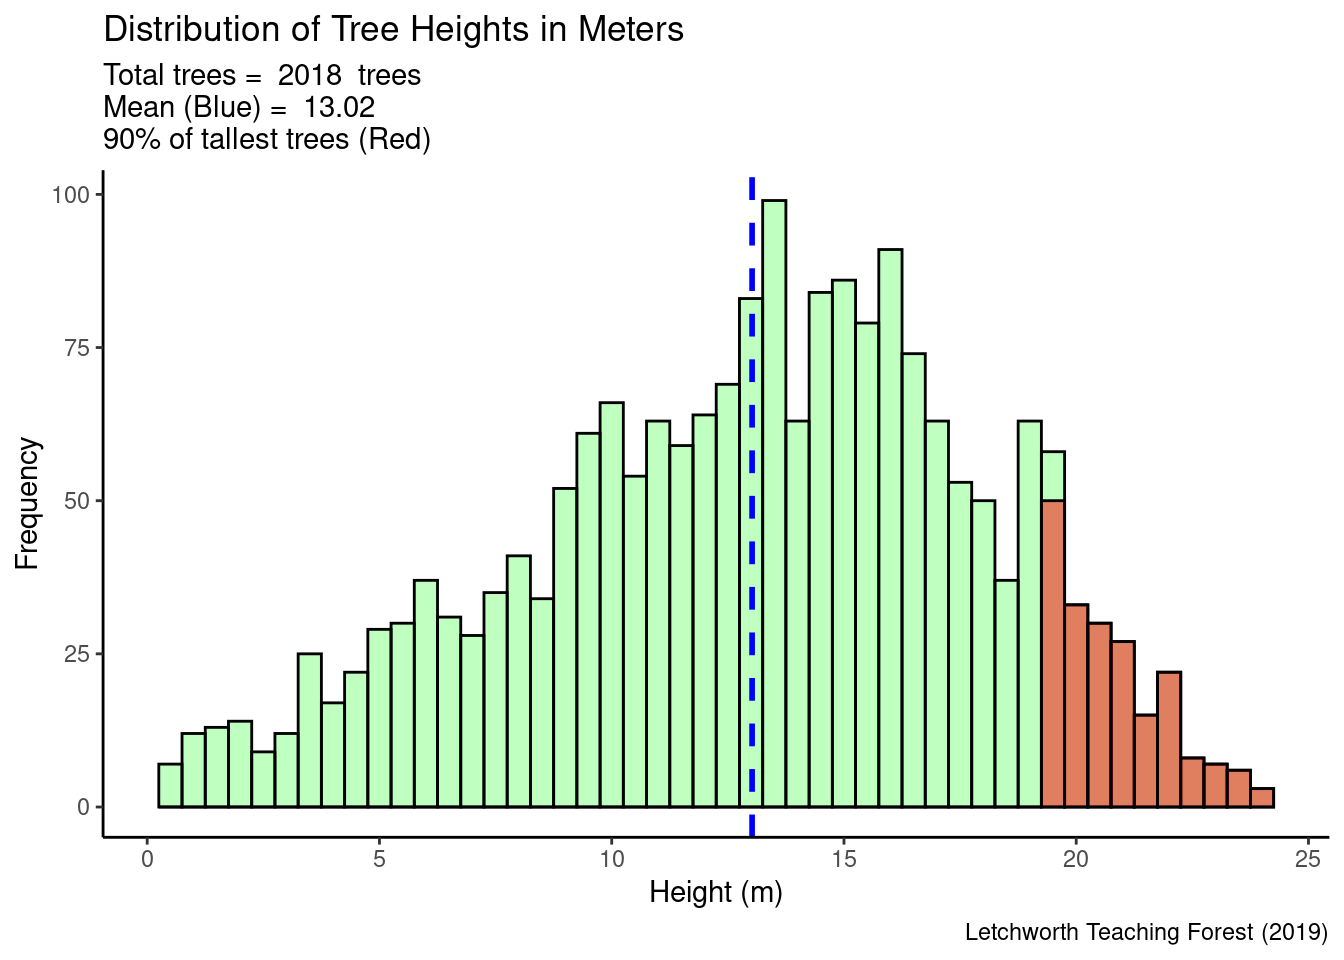 Distribution of Tree Heights in Meters
Total trees =  2018  trees
Mean (Blue) =  13.02
90% of tallest trees (Red)
100
75
50
25
0
Frequency
0 5 10 15 20 25
Height (m)
Letchworth Teaching Forest (2019)